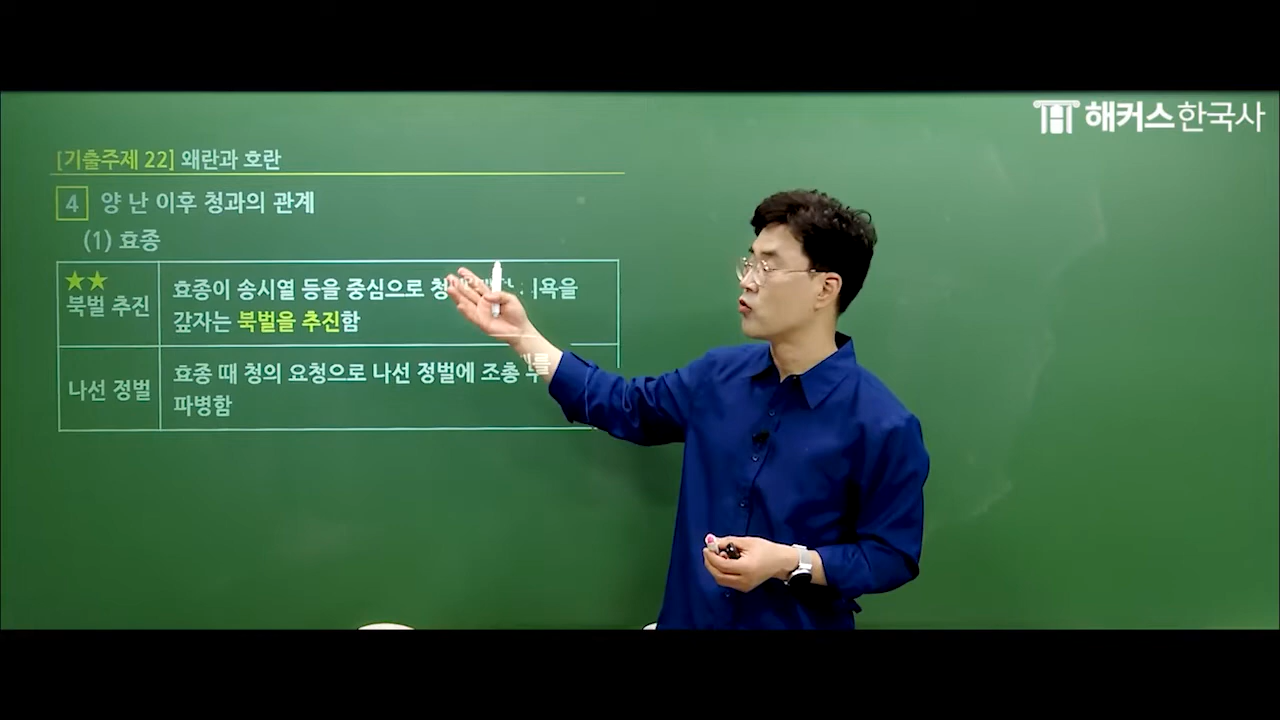 해커스한국사
[기출주제 22] 왜란과 호란
4 양 난 이후 청과의 관계
(1) 효종
★★
북벌 추진
효종이 송시열 등을 중심으로
갚자는 북벌을 추진함
나선 정벌
효종 때 청의 요청으로 나선 정벌에 조총
파병함